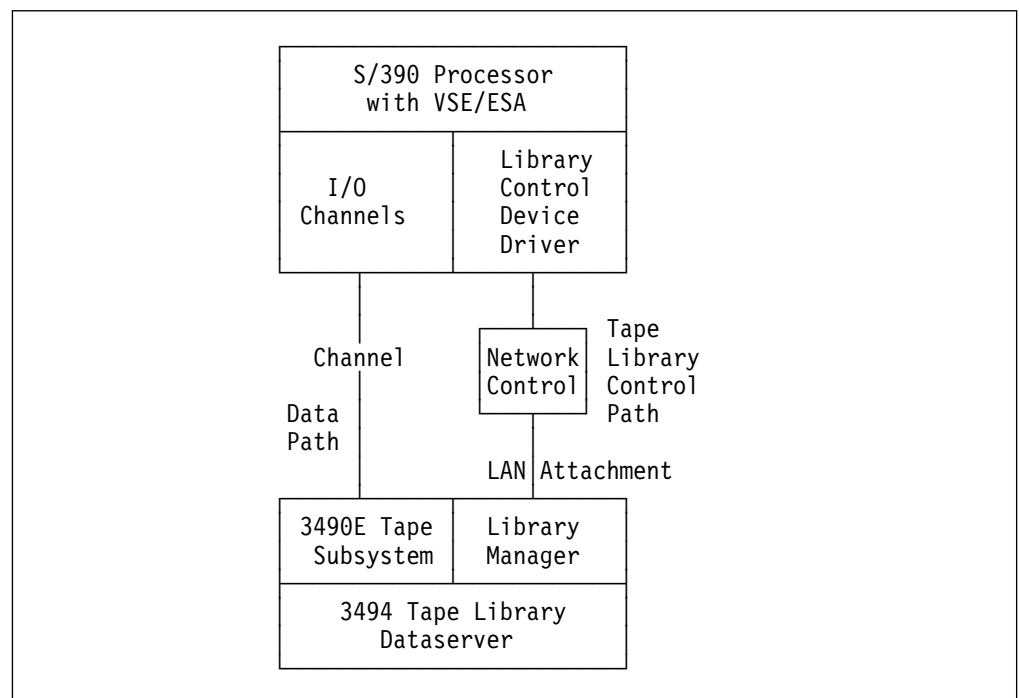 S/390 Processor
with VSE/ESA
I/O
Channels
Library
Control
Device
Driver
Channel
Data
Path
Network
Control
Tape
Library
Control
Path
LAN Attachment
3490E Tape
Subsystem
Library
Manager
3494 Tape Library
Dataserver